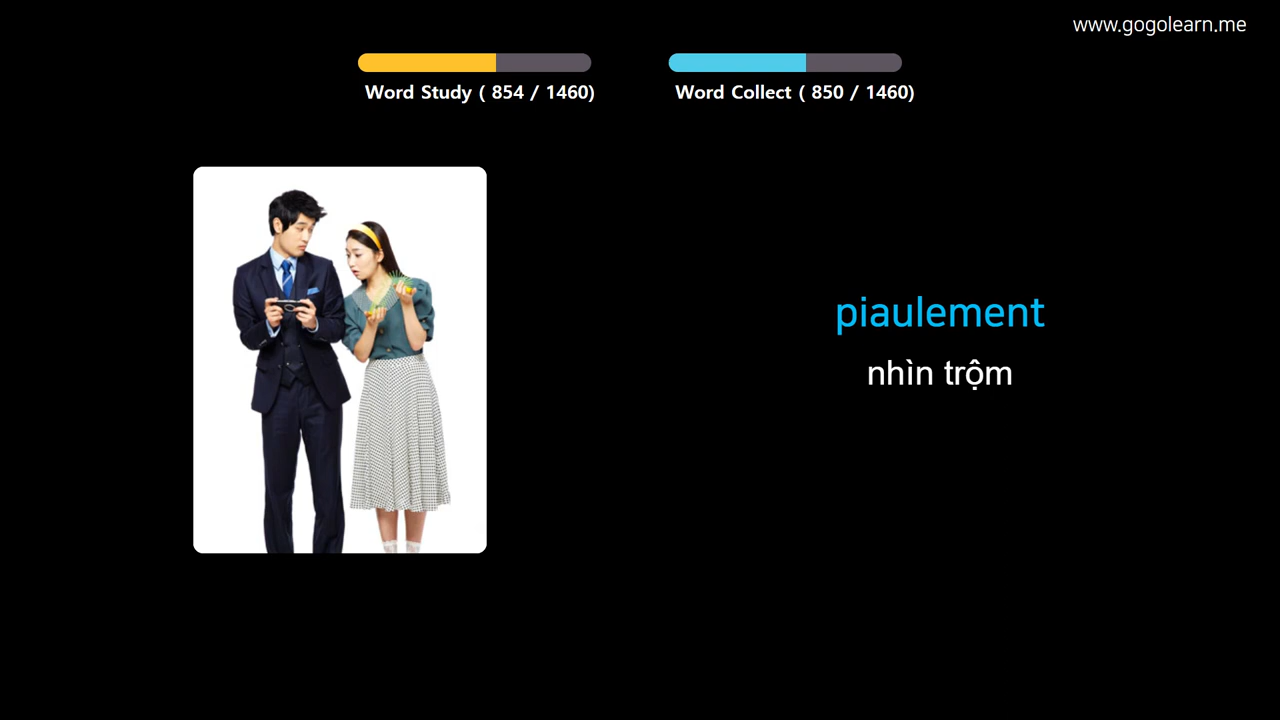 www.gogolearn.me
Word Study ( 854 / 1460)
Word Collect ( 850 / 1460)
piaulement
nhìn trộm